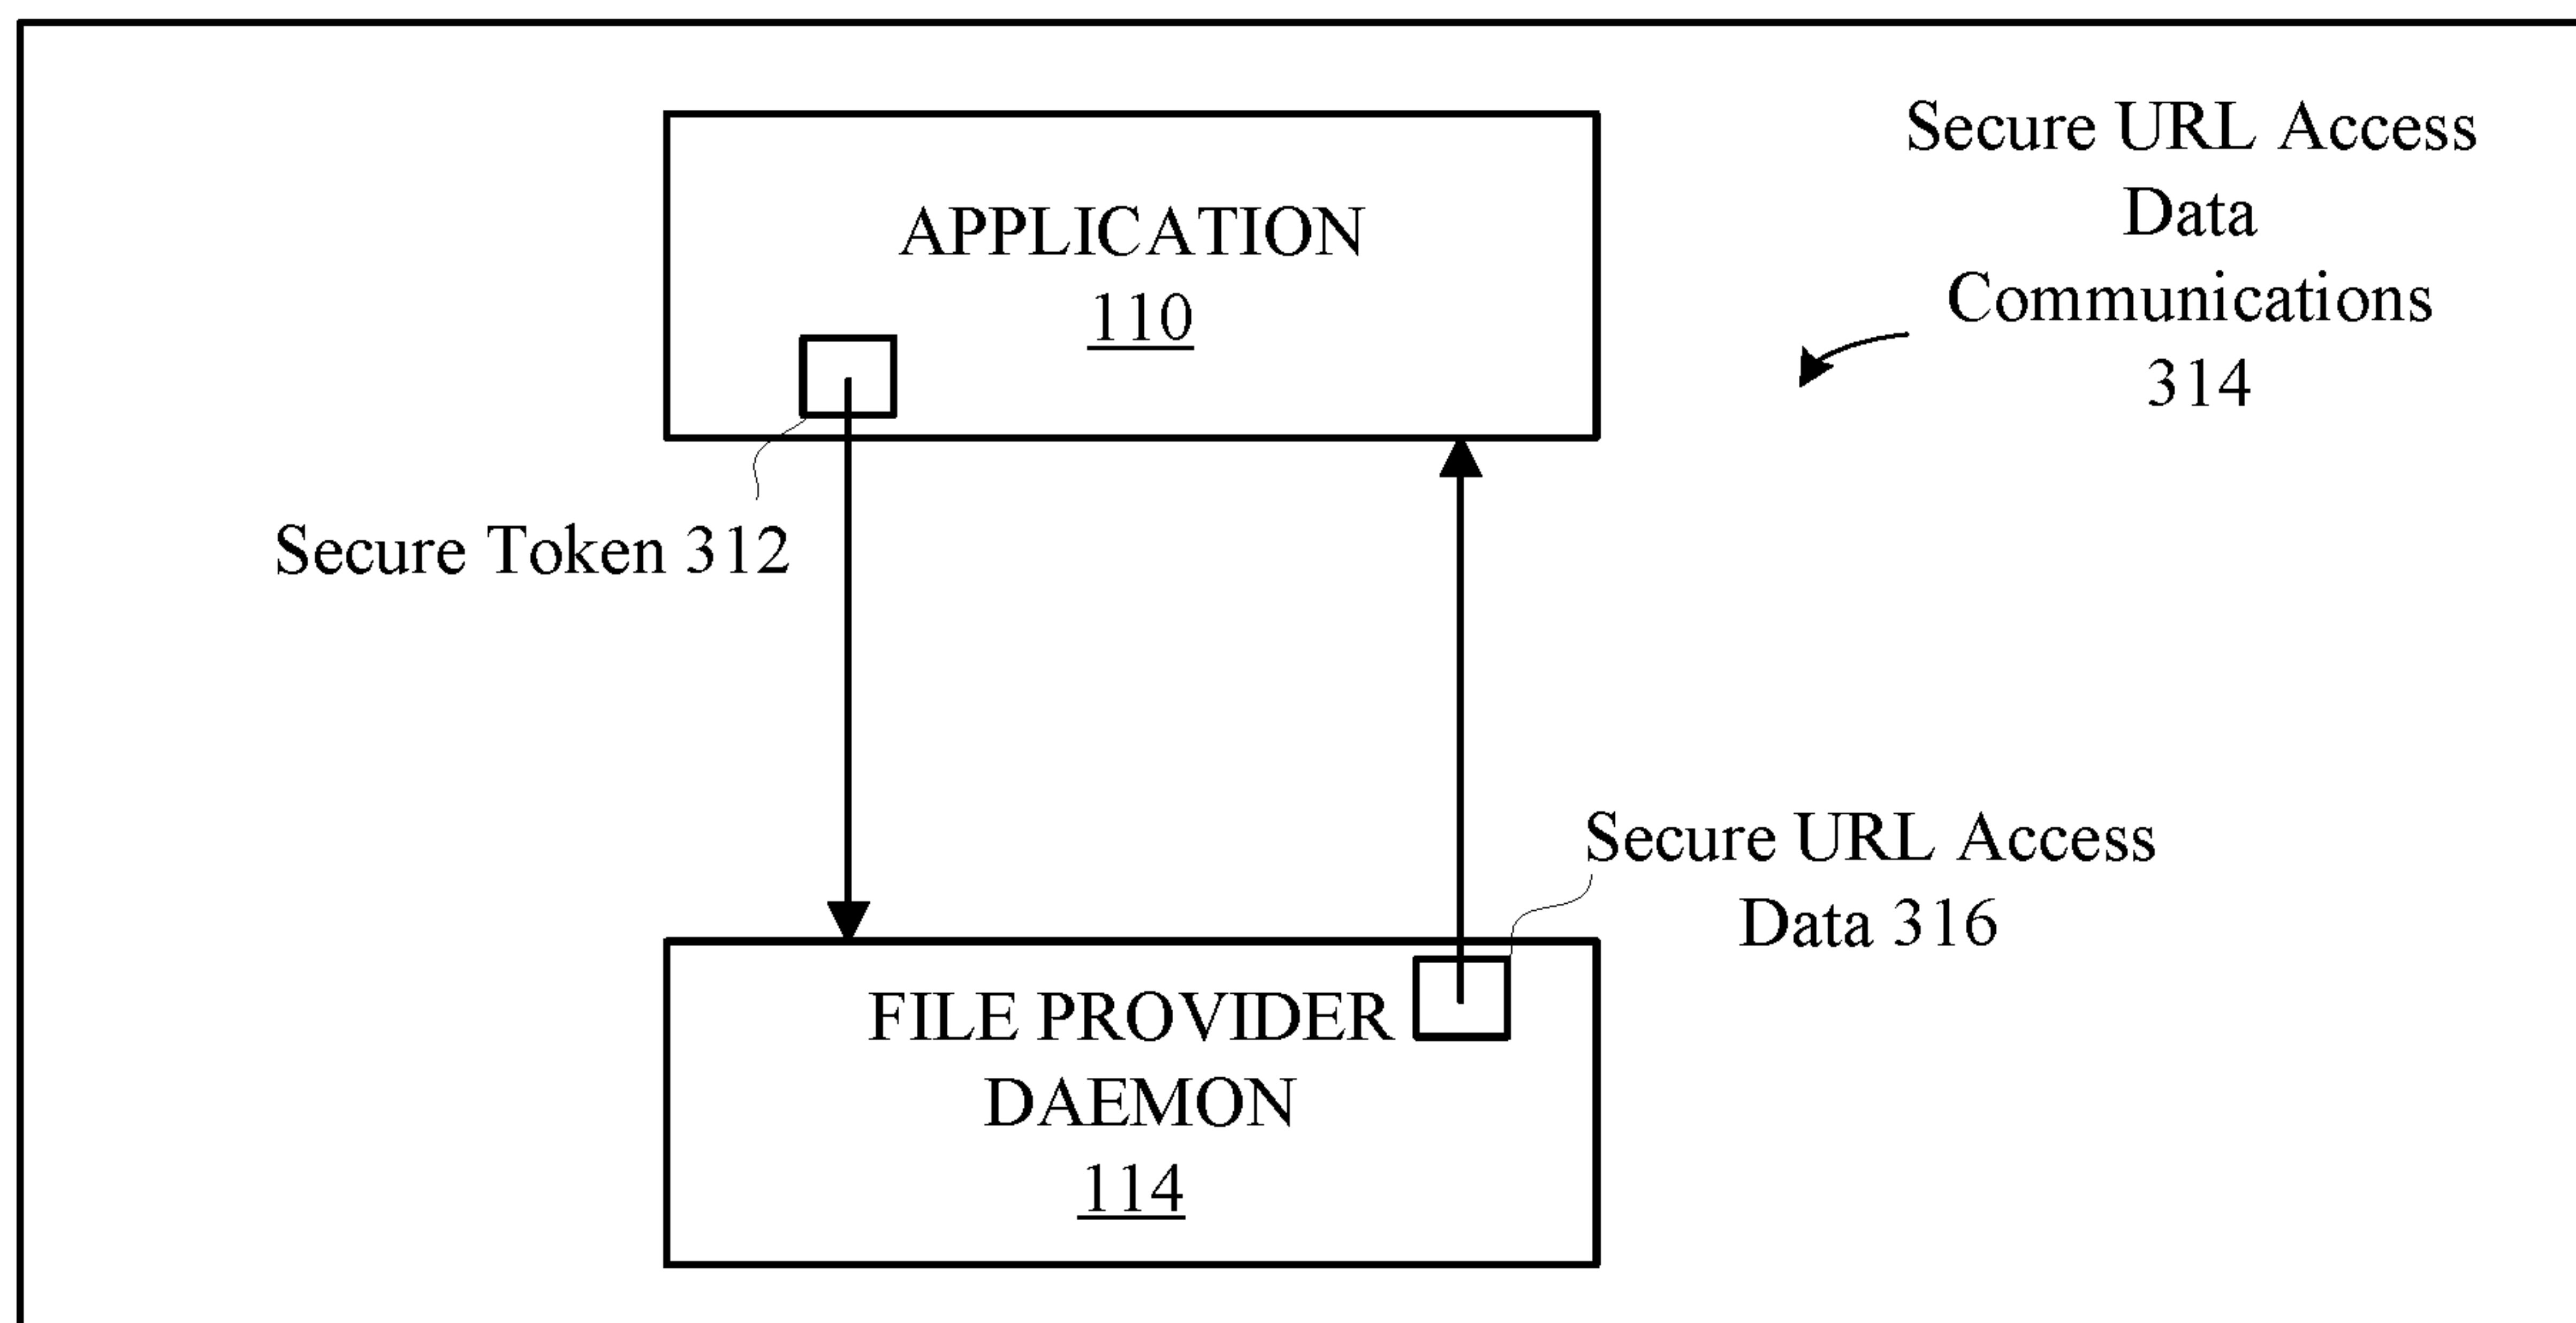 APPLICATION
110
Secure URL Access
Data
Communications
314
Secure Token 312
Secure URL Access
Data 316
FILE PROVIDER
DAEMON
114